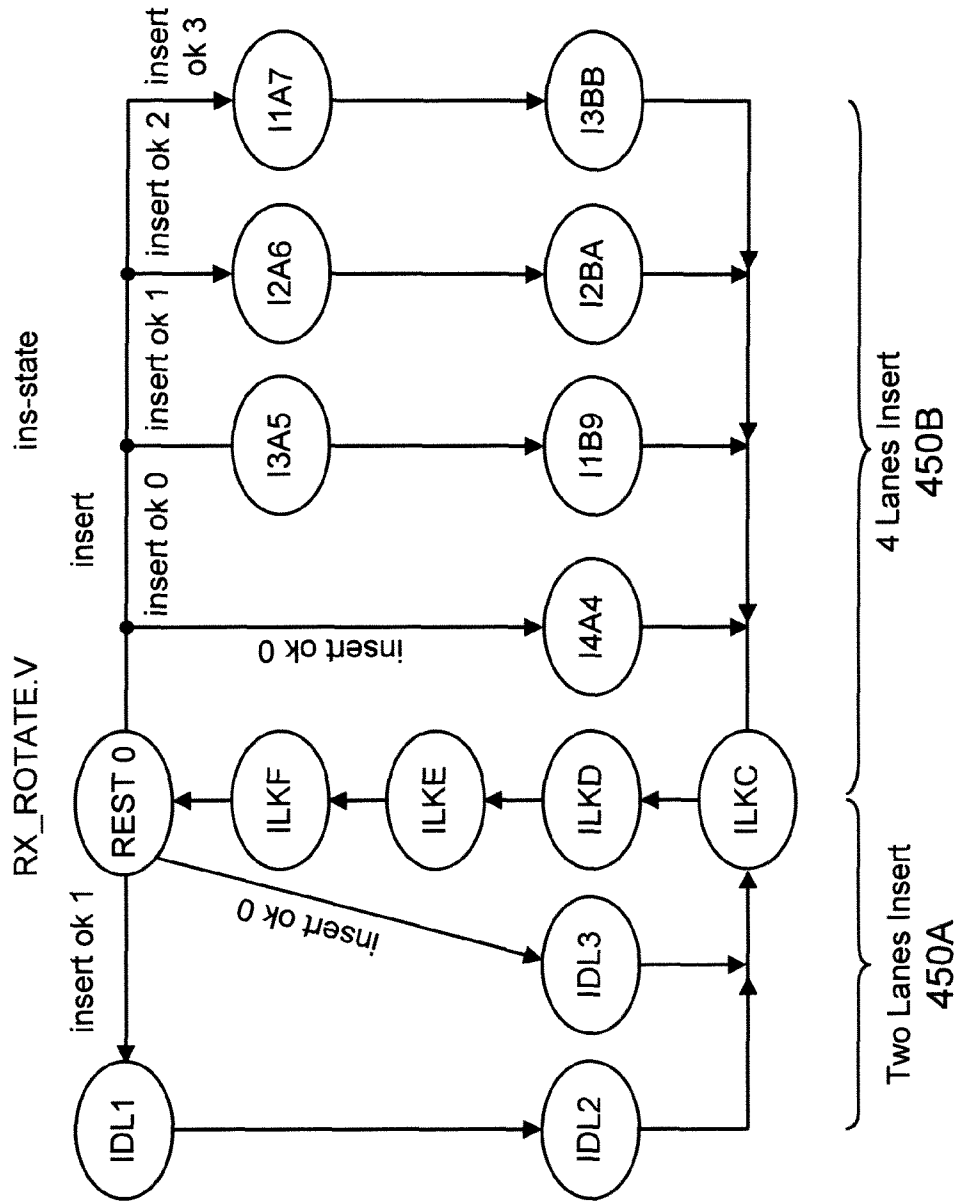 RX_ROTATE.V
insert
ins-state
insert ok 1
REST 0
insert ok 0
insert ok 1
insert ok 2
insert
ok 3
insert ok 0
insert ok 0
IDL1
ILKF
I3A5
I2A6
I1A7
ILKE
IDL2
IDL3
ILKD
I4A4
I1B9
I2BA
I3BB
ILKC
Two Lanes Insert
450A
4 Lanes Insert
450B